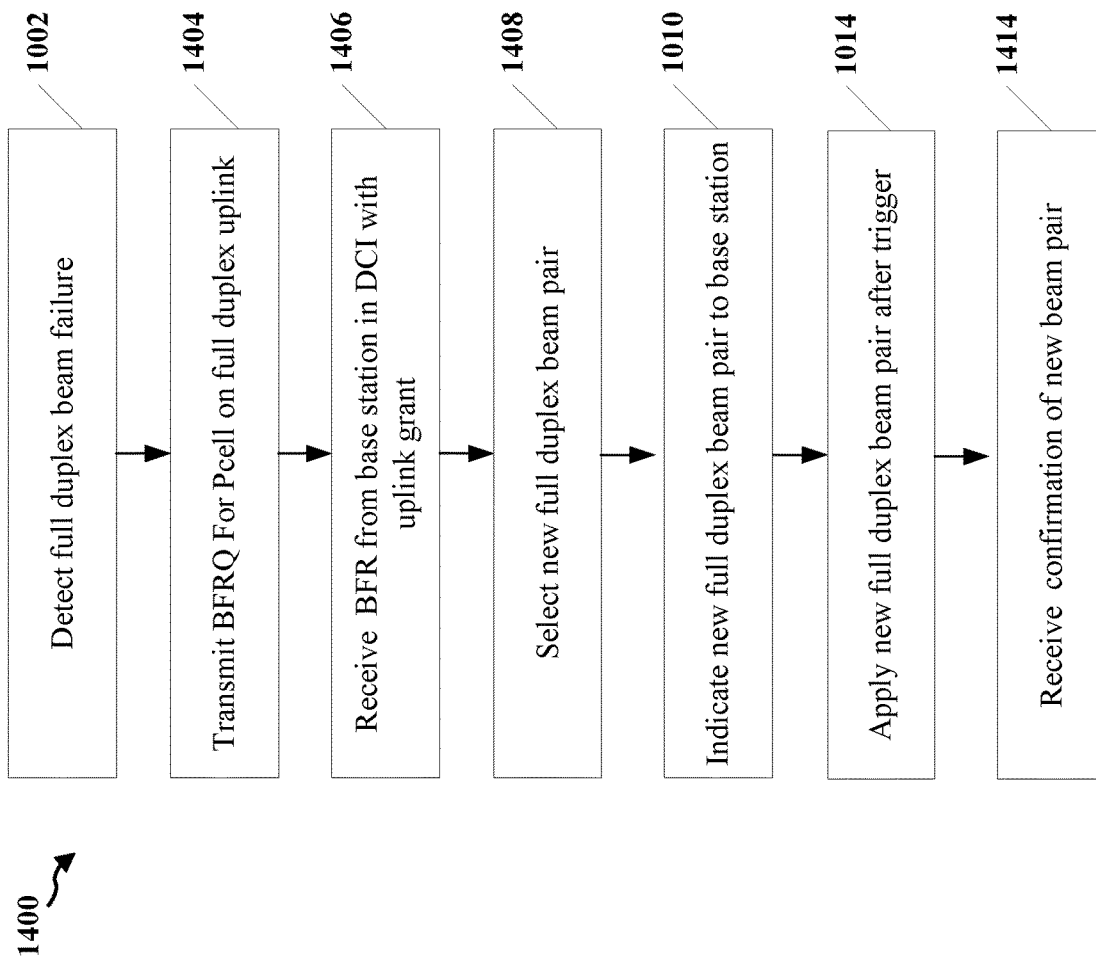 1400
Detect full duplex beam failure
1002
Transmit BFRQ For Pcell on full duplex uplink
1404
Receive BFR from base station in DCI with
uplink grant
1406
Select new full duplex beam pair
1408
Indicate new full duplex beam pair to base station
1010
Apply new full duplex beam pair after trigger
1014
Receive confirmation of new beam pair
1414